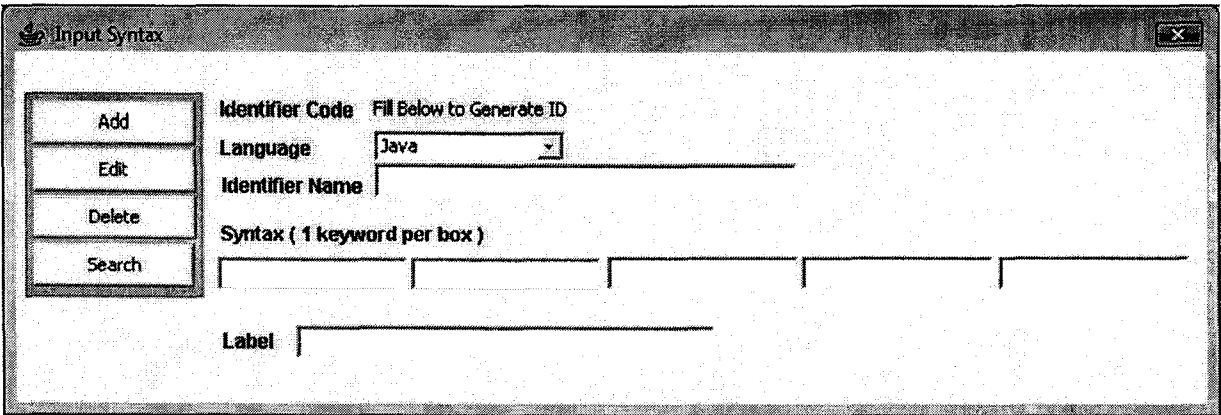 Input Syntax
Add
Edit
Delete
Search
Identifier Code Fill Below to Generate ID
Language Java
Identifier Name
Syntax ( 1 keyword per box )
Label